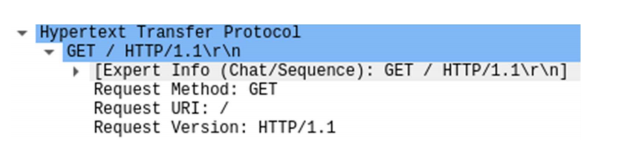 Hypertext Transfer Protocol
GET / HTTP/1.1\r\n
[Expert Info (Chat/Sequence): GET / HTTP/1.1\r\n]
Request Method: GET
Request URI: /
Request Version: HTTP/1.1